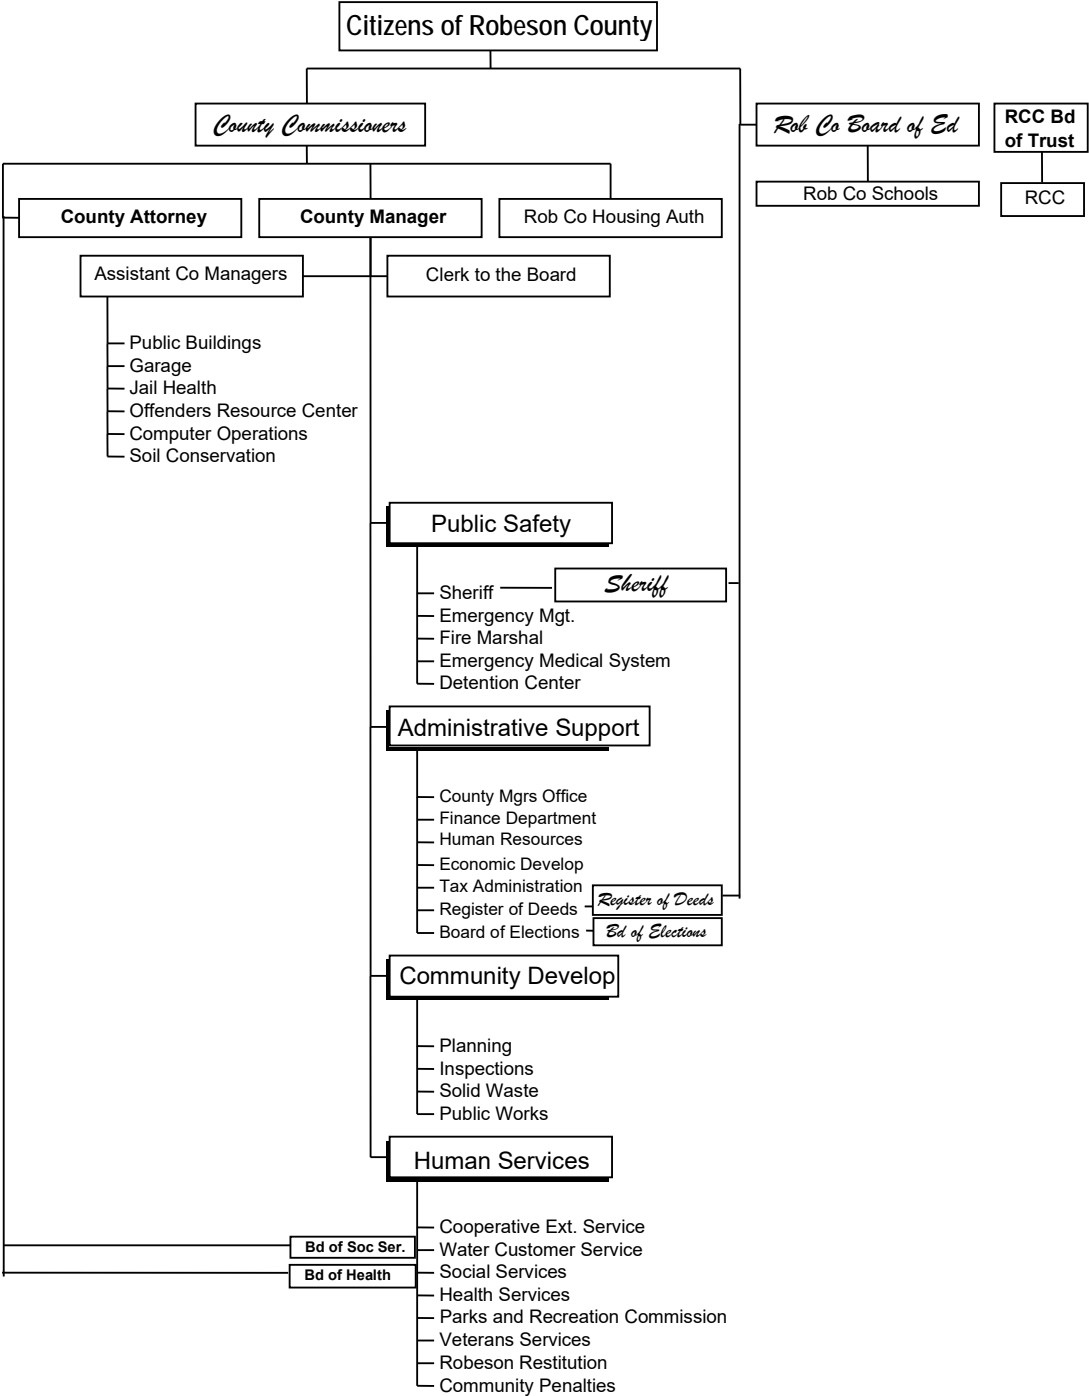 Citizens of Robeson County
County Commissioners
Rob Co Board of Ed
RCC Bd
of Trust
Rob Co Schools
RCC
County Attorney
County Manager
Rob Co Housing Auth
Assistant Co Managers
Clerk to the Board
Public Buildings
Garage
Jail Health
Offenders Resource Center
Computer Operations
Soil Conservation
Public Safety
Sheriff
Sheriff
Emergency Mgt.
Fire Marshal
Emergency Medical System
Detention Center
Administrative Support
County Mgrs Office
Finance Department
Human Resources
Economic Develop
Tax Administration
Register of Deeds
Register of Deeds
Board of Elections
Bd of Elections
Community Develop
Planning
Inspections
Solid Waste
Public Works
Human Services
Cooperative Ext. Service
Bd of Soc Ser.
Water Customer Service
Bd of Health
Social Services
Health Services
Parks and Recreation Commission
Veterans Services
Robeson Restitution
Community Penalties